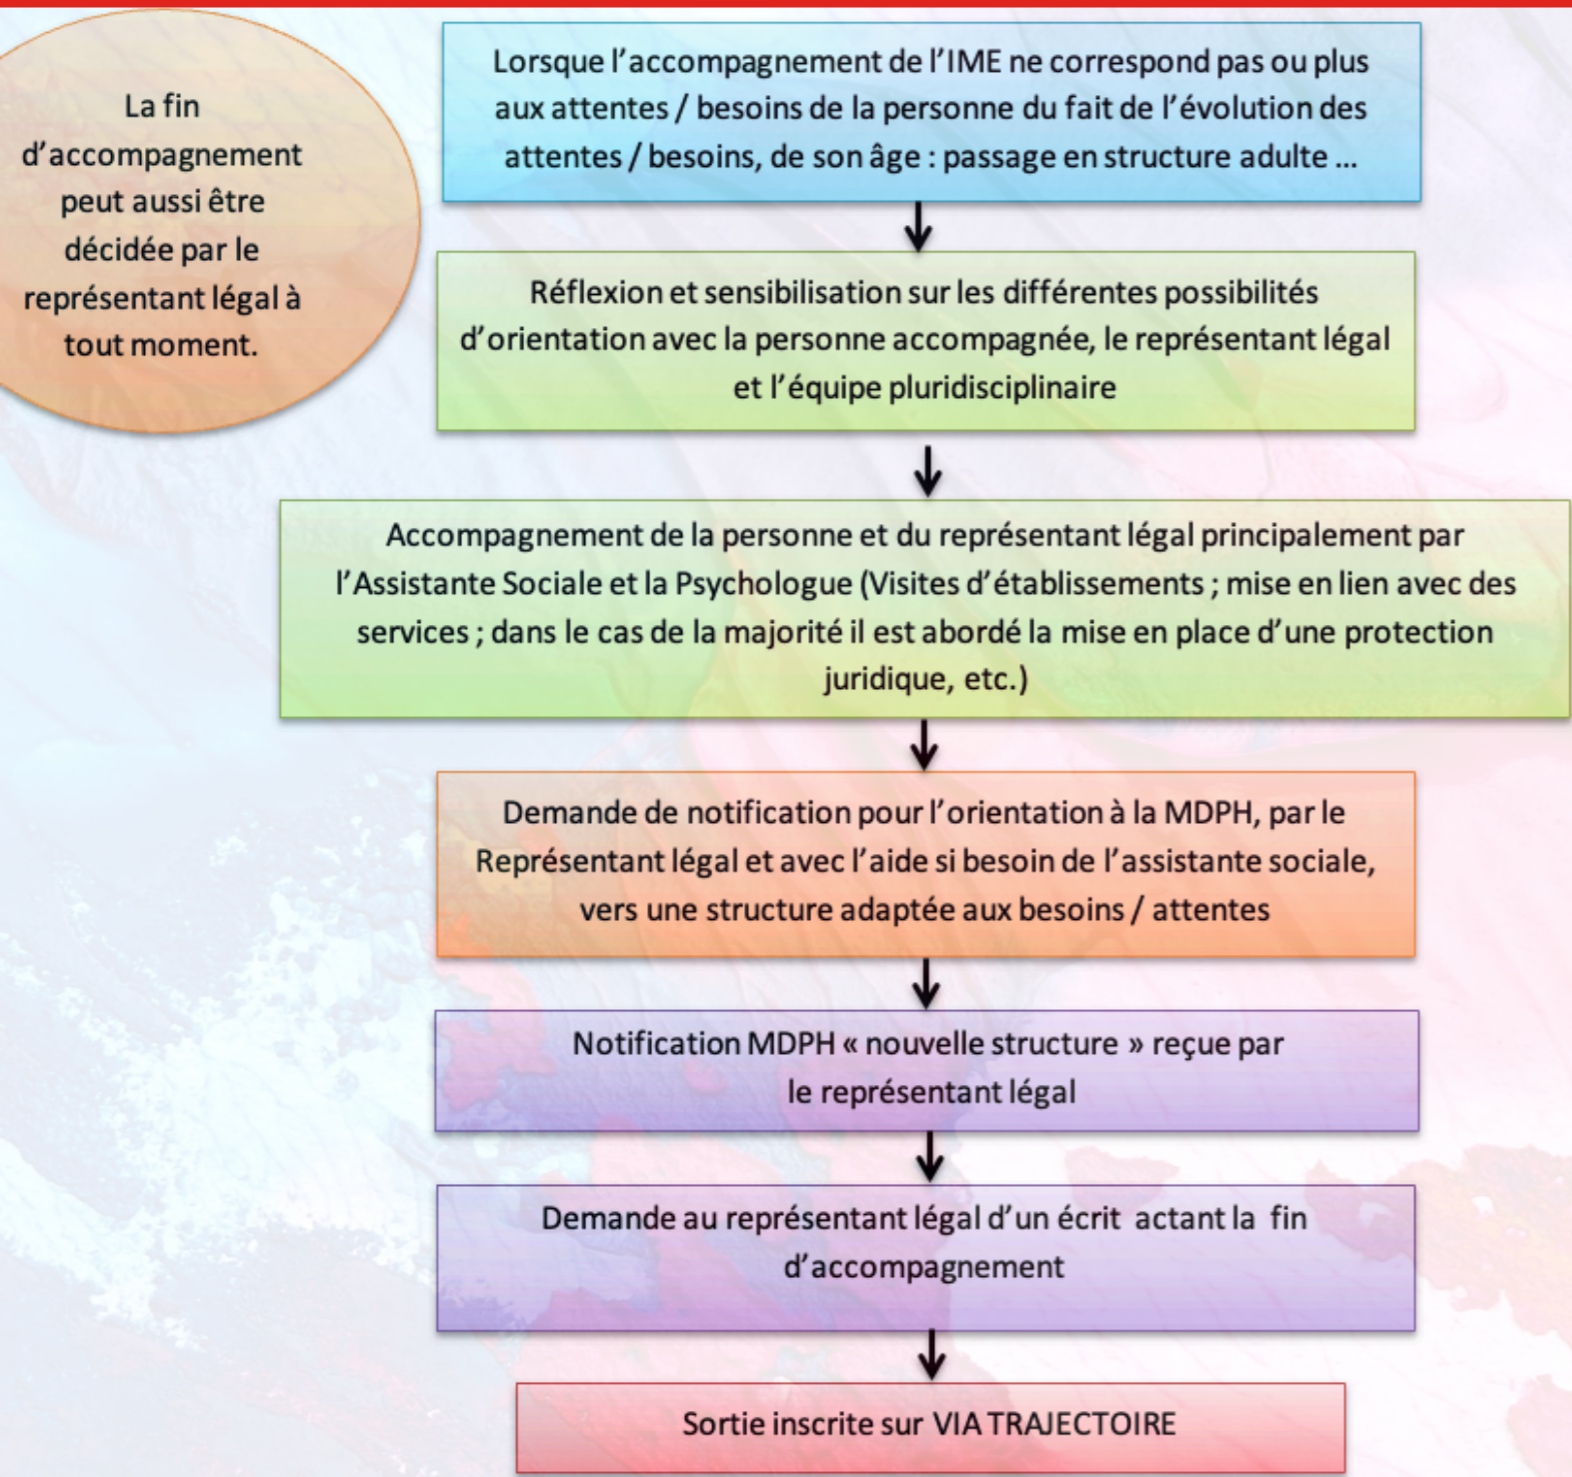 La fin
d'accompagnement
peut aussi être
décidée par le
représentant légal à
tout moment.
Lorsque l'accompagnement de l'IME ne correspond pas ou plus
aux attentes / besoins de la personne du fait de l'évolution des
attentes / besoins, de son âge : passage en structure adulte ...
Réflexion et sensibilisation sur les différentes possibilités
d'orientation avec la personne accompagnée, le représentant légal
et l'équipe pluridisciplinaire
Accompagnement de la personne et du représentant légal principalement par
l'Assistante Sociale et la Psychologue (Visites d'établissements ; mise en lien avec des
services ; dans le cas de la majorité il est abordé la mise en place d'une protection
juridique, etc.)
Demande de notification pour l'orientation à la MDPH, par le
Représentant légal et avec l'aide si besoin de l'assistante sociale,
vers une structure adaptée aux besoins / attentes
Notification MDPH « nouvelle structure » reçue par
le représentant légal
Demande au représentant légal d'un écrit actant la fin
d'accompagnement
Sortie inscrite sur VIA TRAJECTOIRE